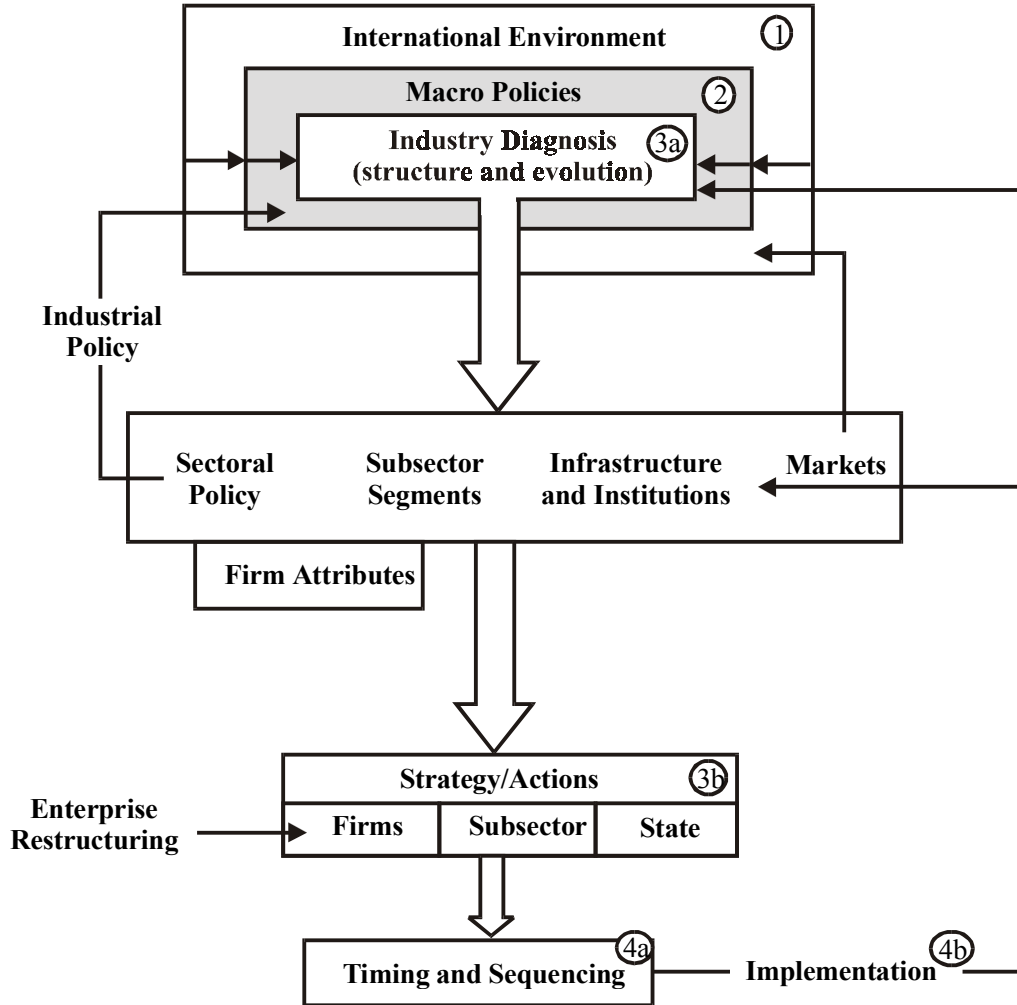 International Environment
1
Macro Policies
2
Industry Diagnosis
(structure and evolution)
3a
Industrial
Policy
Sectoral
Policy
Subsector
Segments
Infrastructure
and Institutions
Markets
Firm Attributes
Strategy/Actions
3b
Enterprise
Restructuring
Firms
Subsector
State
Timing and Sequencing
4a
Implementation
4b